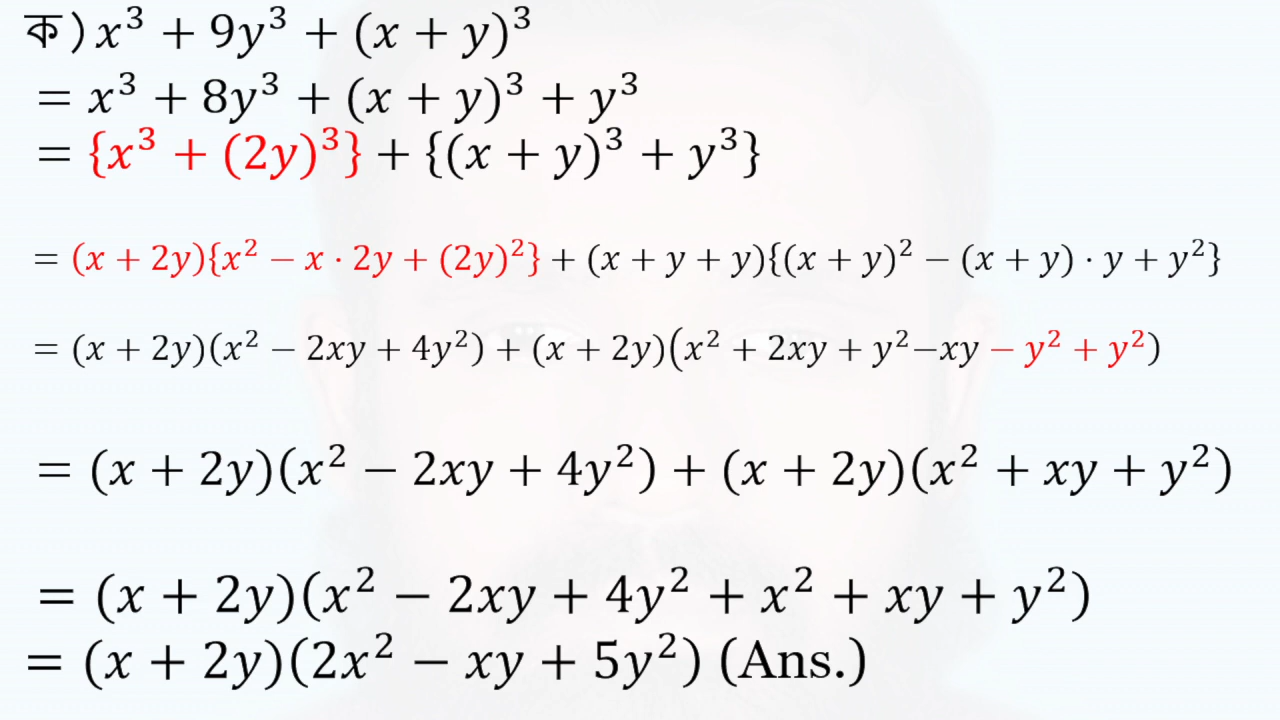 ক) x³ + 9y³ + (x + y)³
= x³ + 8y³ + (x + y)³ + y³
= {x³ + (2y)³} + {(x + y)³ + y³}
= (x + 2y){x² − x · 2y + (2y)²} + (x + y + y){(x + y)² − (x + y) · y + y²}
= (x + 2y)(x² − 2xy + 4y²) + (x + 2y)(x² + 2xy + y²−xy − y² + y²)
= (x + 2y)(x² − 2xy + 4y²) + (x + 2y)(x² + xy + y²)
= (x + 2y)(x² − 2xy + 4y² + x² + xy + y²)
= (x + 2y)(2x² − xy + 5y²) (Ans.)